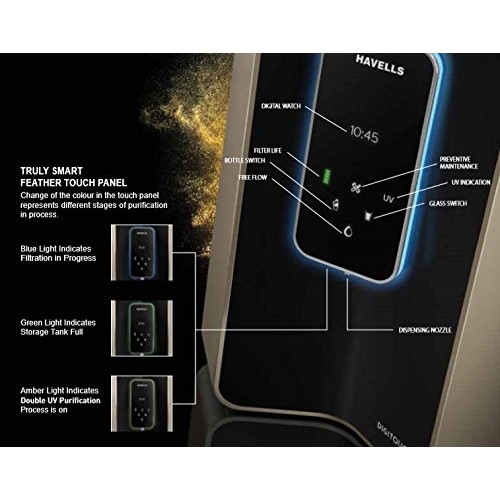 HAVELLS
DIGITAL WATCH
10:45
FILTER LIFE
BOTTLE SWITCH
FREE FLOW
PREVENTIVE
MAINTENANCE
UV INDICATION
UV
GLASS SWITCH
TRULY SMART
FEATHER TOUCH PANEL
Change of the colour in the touch panel
represents different stages of purification
in process.
Blue Light Indicates
Filtration in Progress
Green Light Indicates
Storage Tank Full
Amber Light Indicates
Double UV Purification
Process is on
DISPENSING NOZZLE
DIGITOU